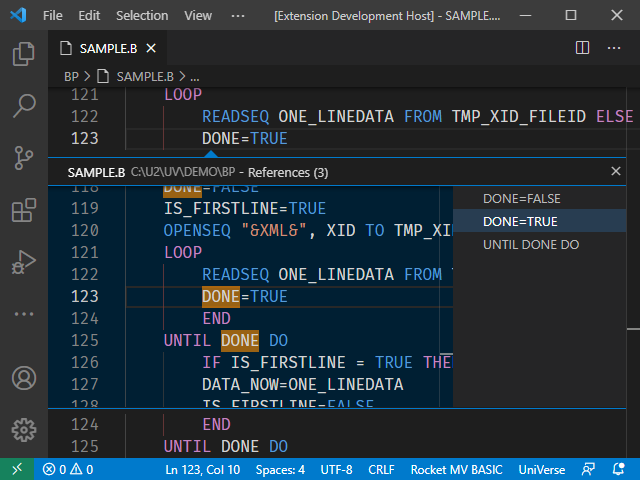 File Edit Selection View ··· [Extension Development Host] - SAMPLE....
SAMPLE.B
BP > SAMPLE.B > ...
121 LOOP
122 READSEQ ONE_LINEDATA FROM TMP_XID_FILEID ELSE
123 DONE=TRUE
SAMPLE.B C:\U2\UV\DEMO\BP - References (3)
118 DONE=FALSE
119 IS_FIRSTLINE=TRUE
120 OPENSEQ "&XML&", XID TO TMP_XI
121 LOOP
122 READSEQ ONE_LINEDATA FROM
123 DONE=TRUE
124 END
125 UNTIL DONE DO
126 IF IS_FIRSTLINE = TRUE THE
127 DATA_NOW=ONE_LINEDATA
128 IS_FIRSTLINE=FALSE
DONE=FALSE
DONE=TRUE
UNTIL DONE DO
124 END
125 UNTIL DONE DO
0 0 Ln 123, Col 10 Spaces: 4 UTF-8 CRLF Rocket MV BASIC UniVerse